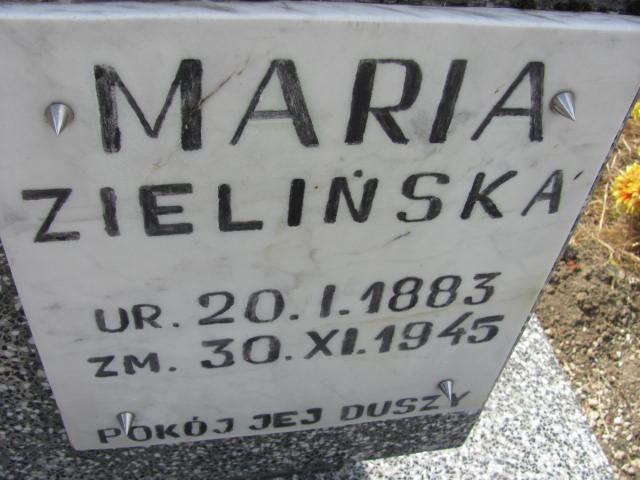 MARIA
ZIELIŃSKA
UR. 20.I.1883
ZM. 30.XI.1945
POKÓJ JEJ DUSZY